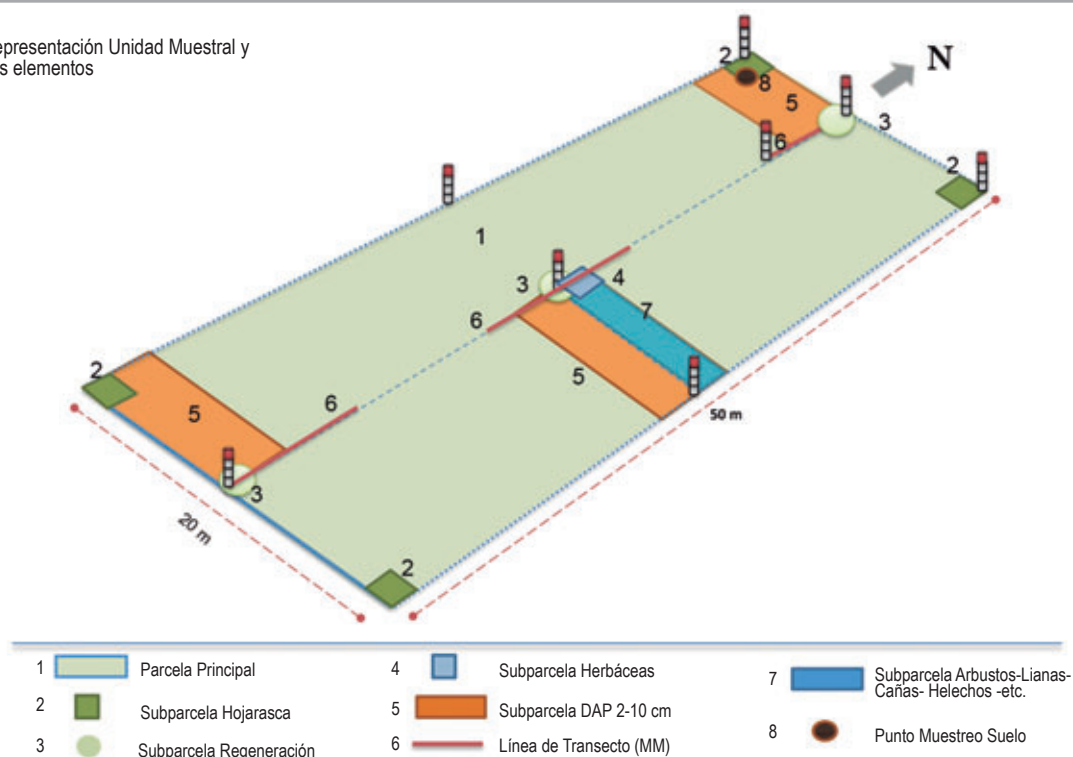 epresentación Unidad Muestral y
s elementos
N
2
8
5
3
6
2
1
3
4
7
6
5
2
5
6
3
50 m
20 m
2
1 Parcela Principal
2 Subparcela Hojarasca
3 Subparcela Regeneración
4 Subparcela Herbáceas
5 Subparcela DAP 2-10 cm
6 Línea de Transecto (MM)
7 Subparcela Arbustos-Lianas-
Cañas- Helechos -etc.
8 Punto Muestreo Suelo